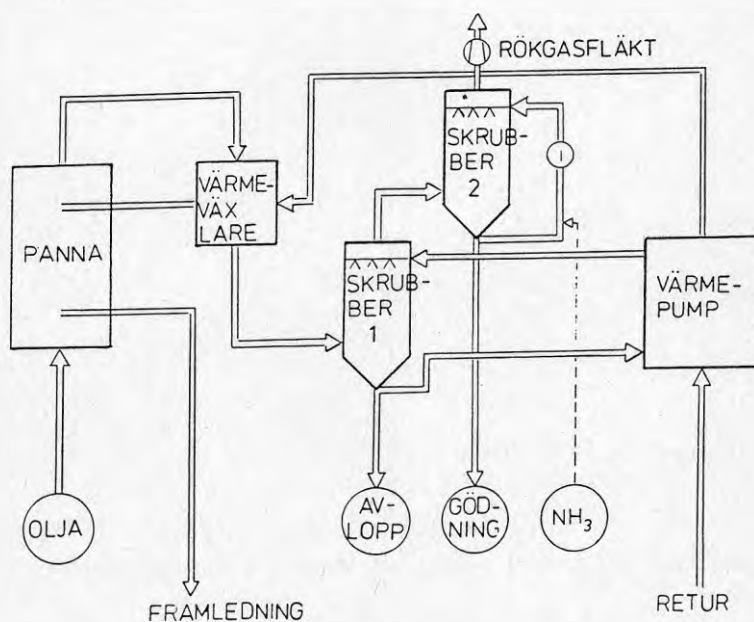 RÖKGASFLÄKT
SKRUB-
BER
2
VÄRME-
VÄX
LARE
PANNA
SKRUB-
BER
1
VÄRME-
PUMP
OLJA
AV-
LOPP
GÖD-
NING
NH₃
FRAMLEDNING
RETUR